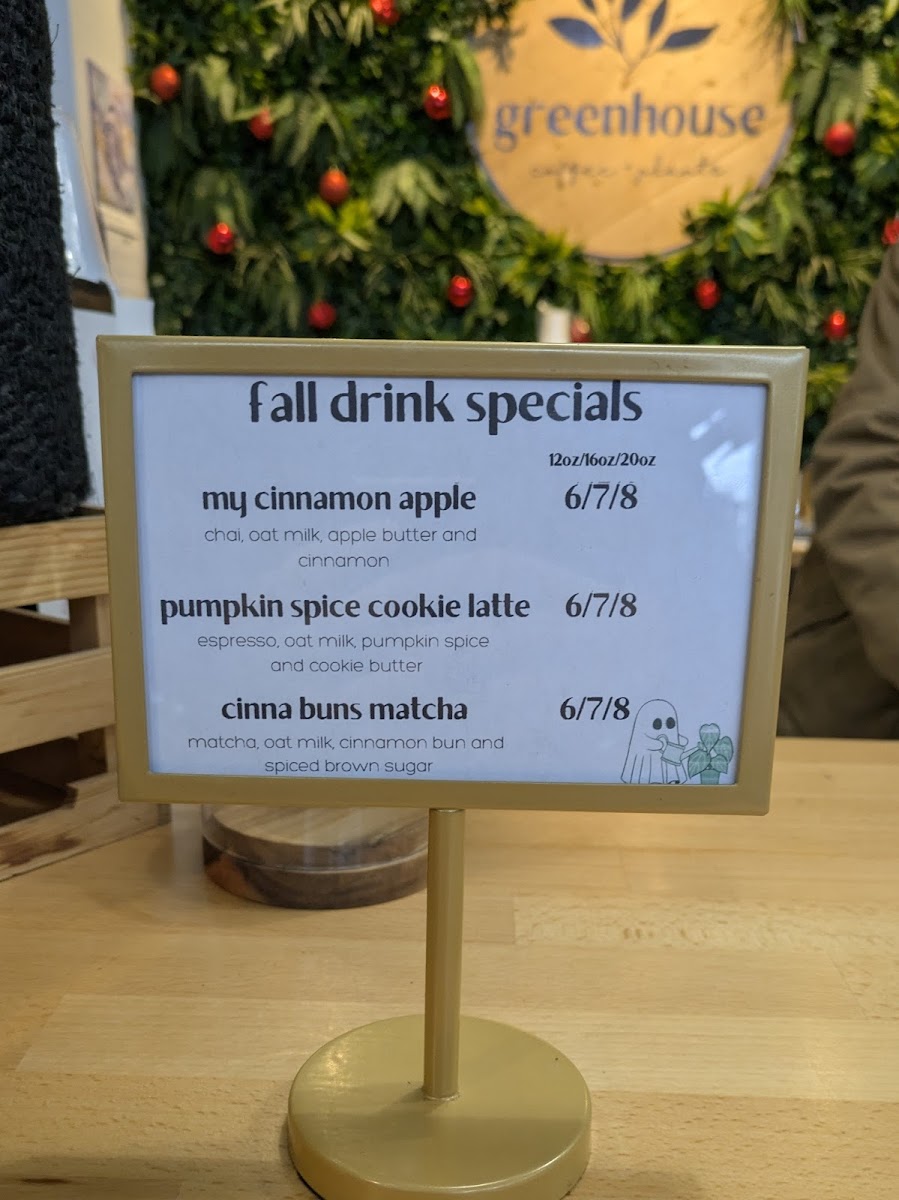 greenhouse
coffee + plants
fall drink specials
12oz/16oz/20oz
my cinnamon apple 6/7/8
chai, oat milk, apple butter and
cinnamon
pumpkin spice cookie latte 6/7/8
espresso, oat milk, pumpkin spice
and cookie butter
cinna buns matcha 6/7/8
matcha, oat milk, cinnamon bun and
spiced brown sugar